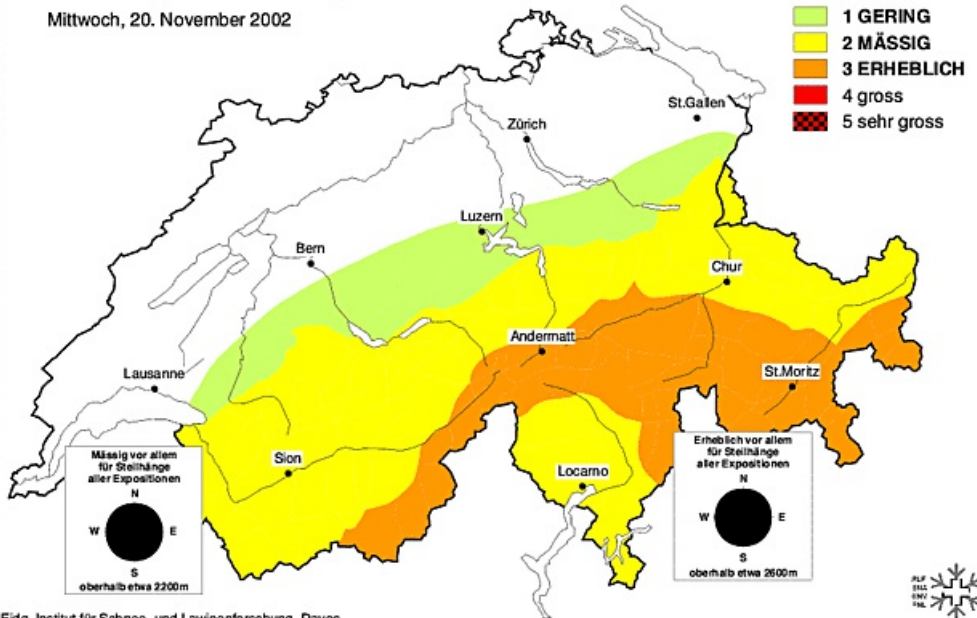 Mittwoch, 20. November 2002
1 GERING
2 MÄSSIG
3 ERHEBLICH
4 gross
5 sehr gross
St.Gallen
Zürich
Luzern
Bern
Chur
Andermatt
Lausanne
St.Moritz
Sion
Locarno
Mässig vor allem
für Steilhänge
aller Expositionen
N
W E
S
oberhalb etwa 2200m
Erheblich vor allem
für Steilhänge
aller Expositionen
N
W E
S
oberhalb etwa 2600m
SLF
Eidg. Institut für Schnee- und Lawinenforschung, Davos